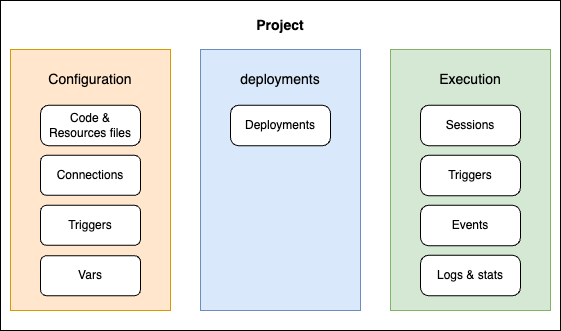 Project
Configuration
Code &
Resources files
Connections
Triggers
Vars
deployments
Deployments
Execution
Sessions
Triggers
Events
Logs & stats